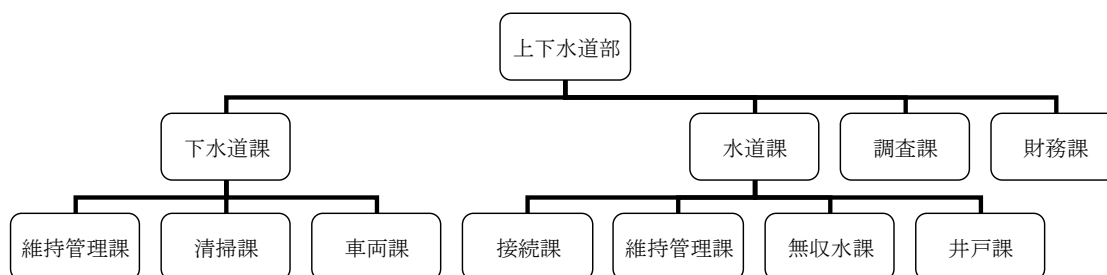 上下水道部
下水道課
水道課
調査課
財務課
維持管理課
清掃課
車両課
接続課
維持管理課
無収水課
井戸課